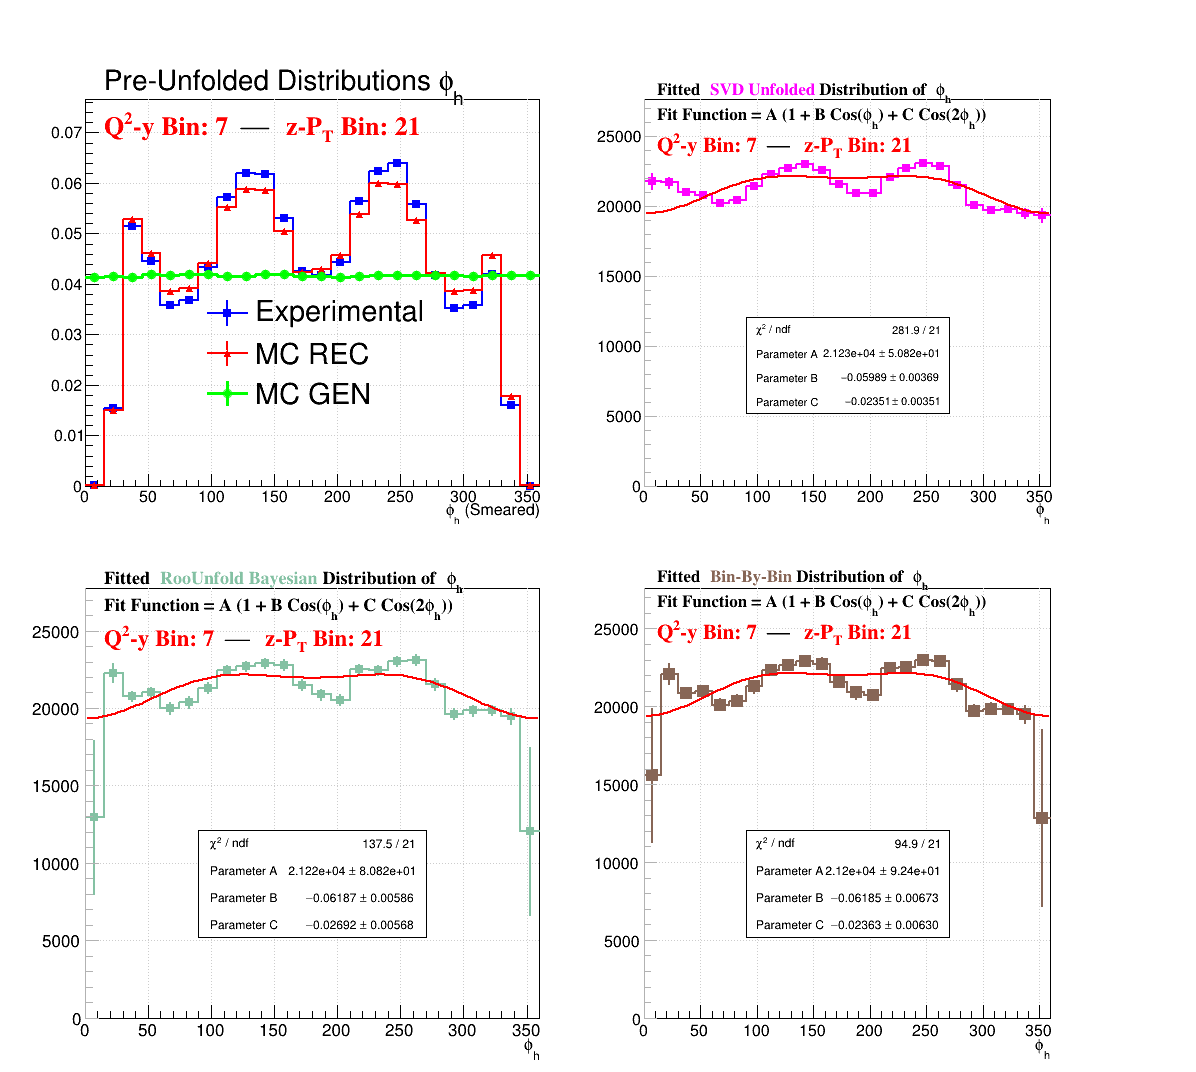 Pre-Unfolded Distributions ϕh
Q²-y Bin: 7 — z-PT Bin: 21
0.07
0.06
0.05
0.04
0.03
0.02
0.01
0
Experimental
MC REC
MC GEN
0 50 100 150 200 250 300 350
ϕh (Smeared)
Fitted SVD Unfolded Distribution of ϕh
Fit Function = A (1 + B Cos(ϕh) + C Cos(2ϕh))
Q²-y Bin: 7 — z-PT Bin: 21
25000
20000
15000
10000
5000
0
χ² / ndf 281.9 / 21
Parameter A 2.123e+04 ± 5.082e+01
Parameter B −0.05989 ± 0.00369
Parameter C −0.02351 ± 0.00351
0 50 100 150 200 250 300 350
ϕh
Fitted RooUnfold Bayesian Distribution of ϕh
Fit Function = A (1 + B Cos(ϕh) + C Cos(2ϕh))
Q²-y Bin: 7 — z-PT Bin: 21
25000
20000
15000
10000
5000
0
χ² / ndf 137.5 / 21
Parameter A 2.122e+04 ± 8.082e+01
Parameter B −0.06187 ± 0.00586
Parameter C −0.02692 ± 0.00568
0 50 100 150 200 250 300 350
ϕh
Fitted Bin-By-Bin Distribution of ϕh
Fit Function = A (1 + B Cos(ϕh) + C Cos(2ϕh))
Q²-y Bin: 7 — z-PT Bin: 21
25000
20000
15000
10000
5000
0
χ² / ndf 94.9 / 21
Parameter A 2.12e+04 ± 9.24e+01
Parameter B −0.06185 ± 0.00673
Parameter C −0.02363 ± 0.00630
0 50 100 150 200 250 300 350
ϕh